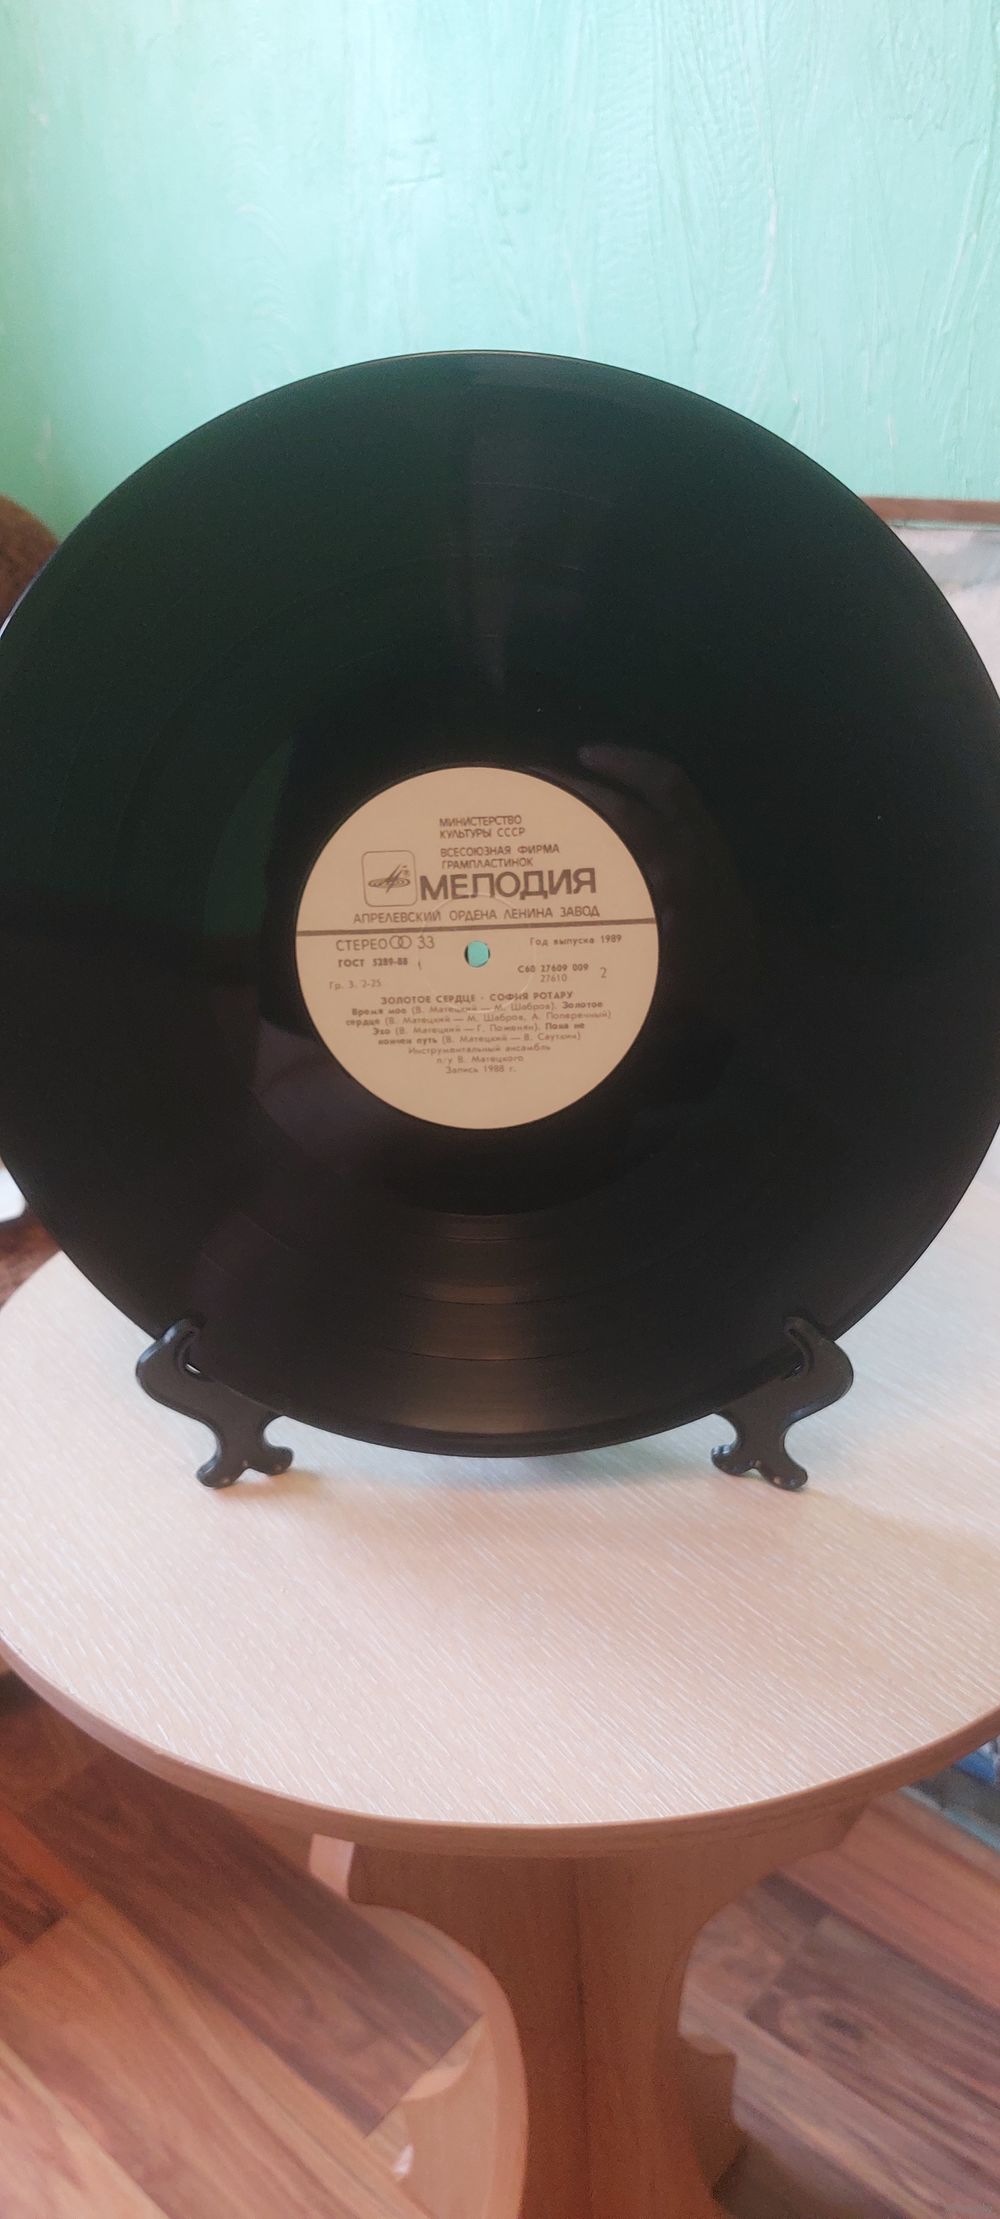 МИНИСТЕРСТВО
КУЛЬТУРЫ СССР
ВСЕСОЮЗНАЯ ФИРМА
ГРАМПЛАСТИНОК
МЕЛОДИЯ
АПРЕЛЕВСКИЙ ОРДЕНА ЛЕНИНА ЗАВОД
СТЕРЕО 33
Год выпуска 1989
ГОСТ 5289-88
С60 27609 009
27610
2
Гр. 3. 2-25
ЗОЛОТОЕ СЕРДЦЕ · СОФИЯ РОТАРУ
Время мое (В. Матецкий — М. Шабров). Золотое
сердце (В. Матецкий — М. Шабров, А. Поперечный)
Эхо (В. Матецкий — Г. Поженян). Пока не
кончен путь (В. Матецкий — В. Сауткин)
Инструментальный ансамбль
п/у В. Матецкого
Запись 1988 г.